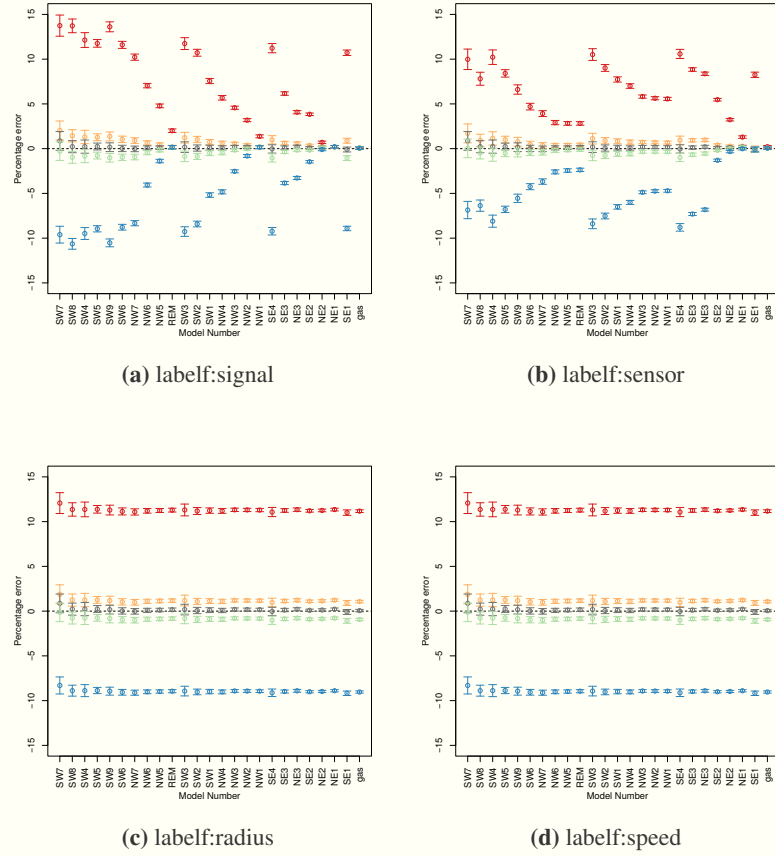 Percentage error
15
10
5
0
−5
−10
−15
SW7 SW8 SW4 SW5 SW9 SW6 NW7 NW6 NW5 REM SW3 SW2 SW1 NW4 NW3 NW2 NW1 SE4 SE3 NE3 SE2 NE2 NE1 SE1 gas
Model Number
(a) labelf:signal
Percentage error
15
10
5
0
−5
−10
−15
SW7 SW8 SW4 SW5 SW9 SW6 NW7 NW6 NW5 REM SW3 SW2 SW1 NW4 NW3 NW2 NW1 SE4 SE3 NE3 SE2 NE2 NE1 SE1 gas
Model Number
(b) labelf:sensor
Percentage error
15
10
5
0
−5
−10
−15
SW7 SW8 SW4 SW5 SW9 SW6 NW7 NW6 NW5 REM SW3 SW2 SW1 NW4 NW3 NW2 NW1 SE4 SE3 NE3 SE2 NE2 NE1 SE1 gas
Model Number
(c) labelf:radius
Percentage error
15
10
5
0
−5
−10
−15
SW7 SW8 SW4 SW5 SW9 SW6 NW7 NW6 NW5 REM SW3 SW2 SW1 NW4 NW3 NW2 NW1 SE4 SE3 NE3 SE2 NE2 NE1 SE1 gas
Model Number
(d) labelf:speed